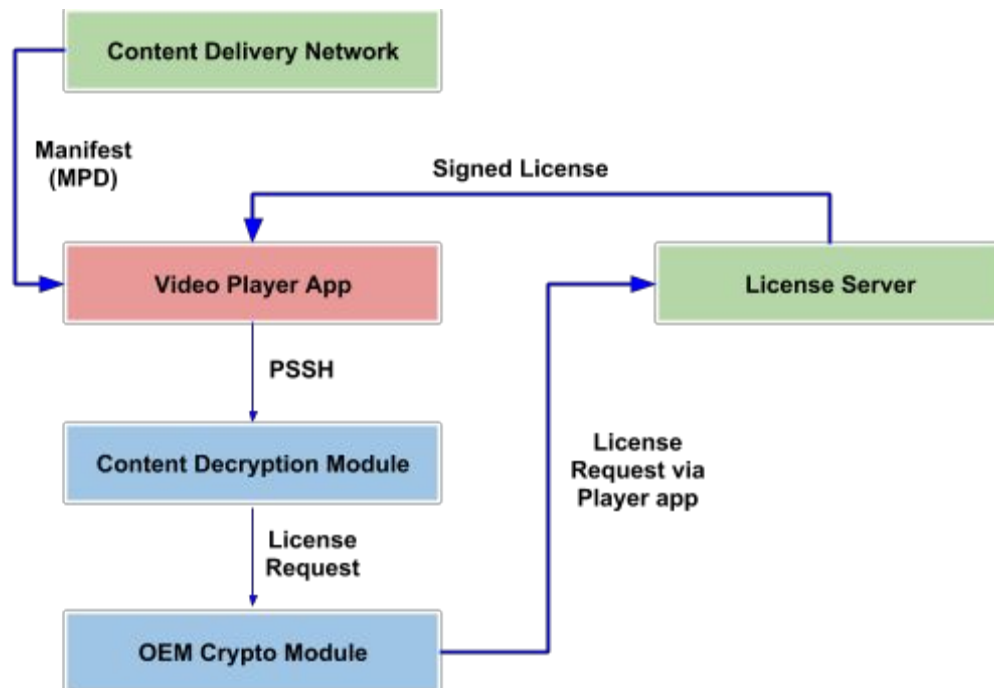 Content Delivery Network
Manifest
(MPD)
Signed License
Video Player App
License Server
PSSH
Content Decryption Module
License
Request via
Player app
License
Request
OEM Crypto Module